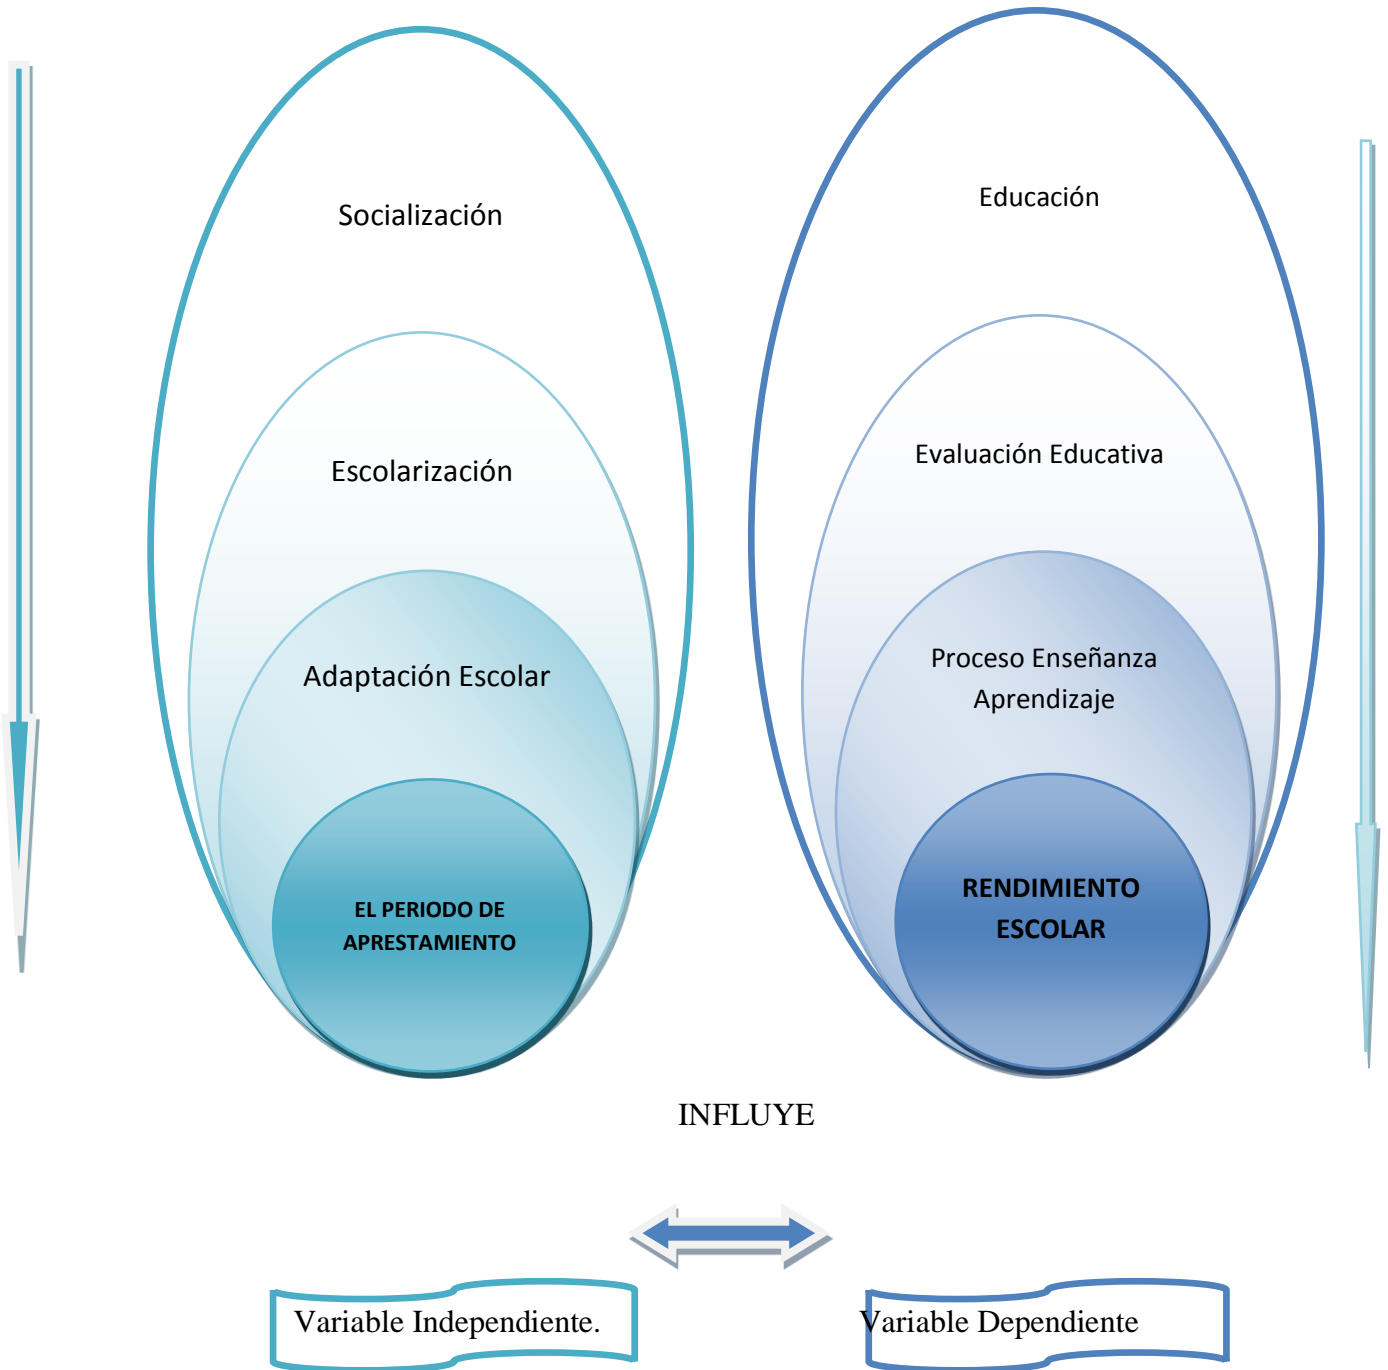 Socialización
Escolarización
Adaptación Escolar
EL PERIODO DE
APRESTAMIENTO
Educación
Evaluación Educativa
Proceso Enseñanza
Aprendizaje
RENDIMIENTO
ESCOLAR
INFLUYE
Variable Independiente.
Variable Dependiente